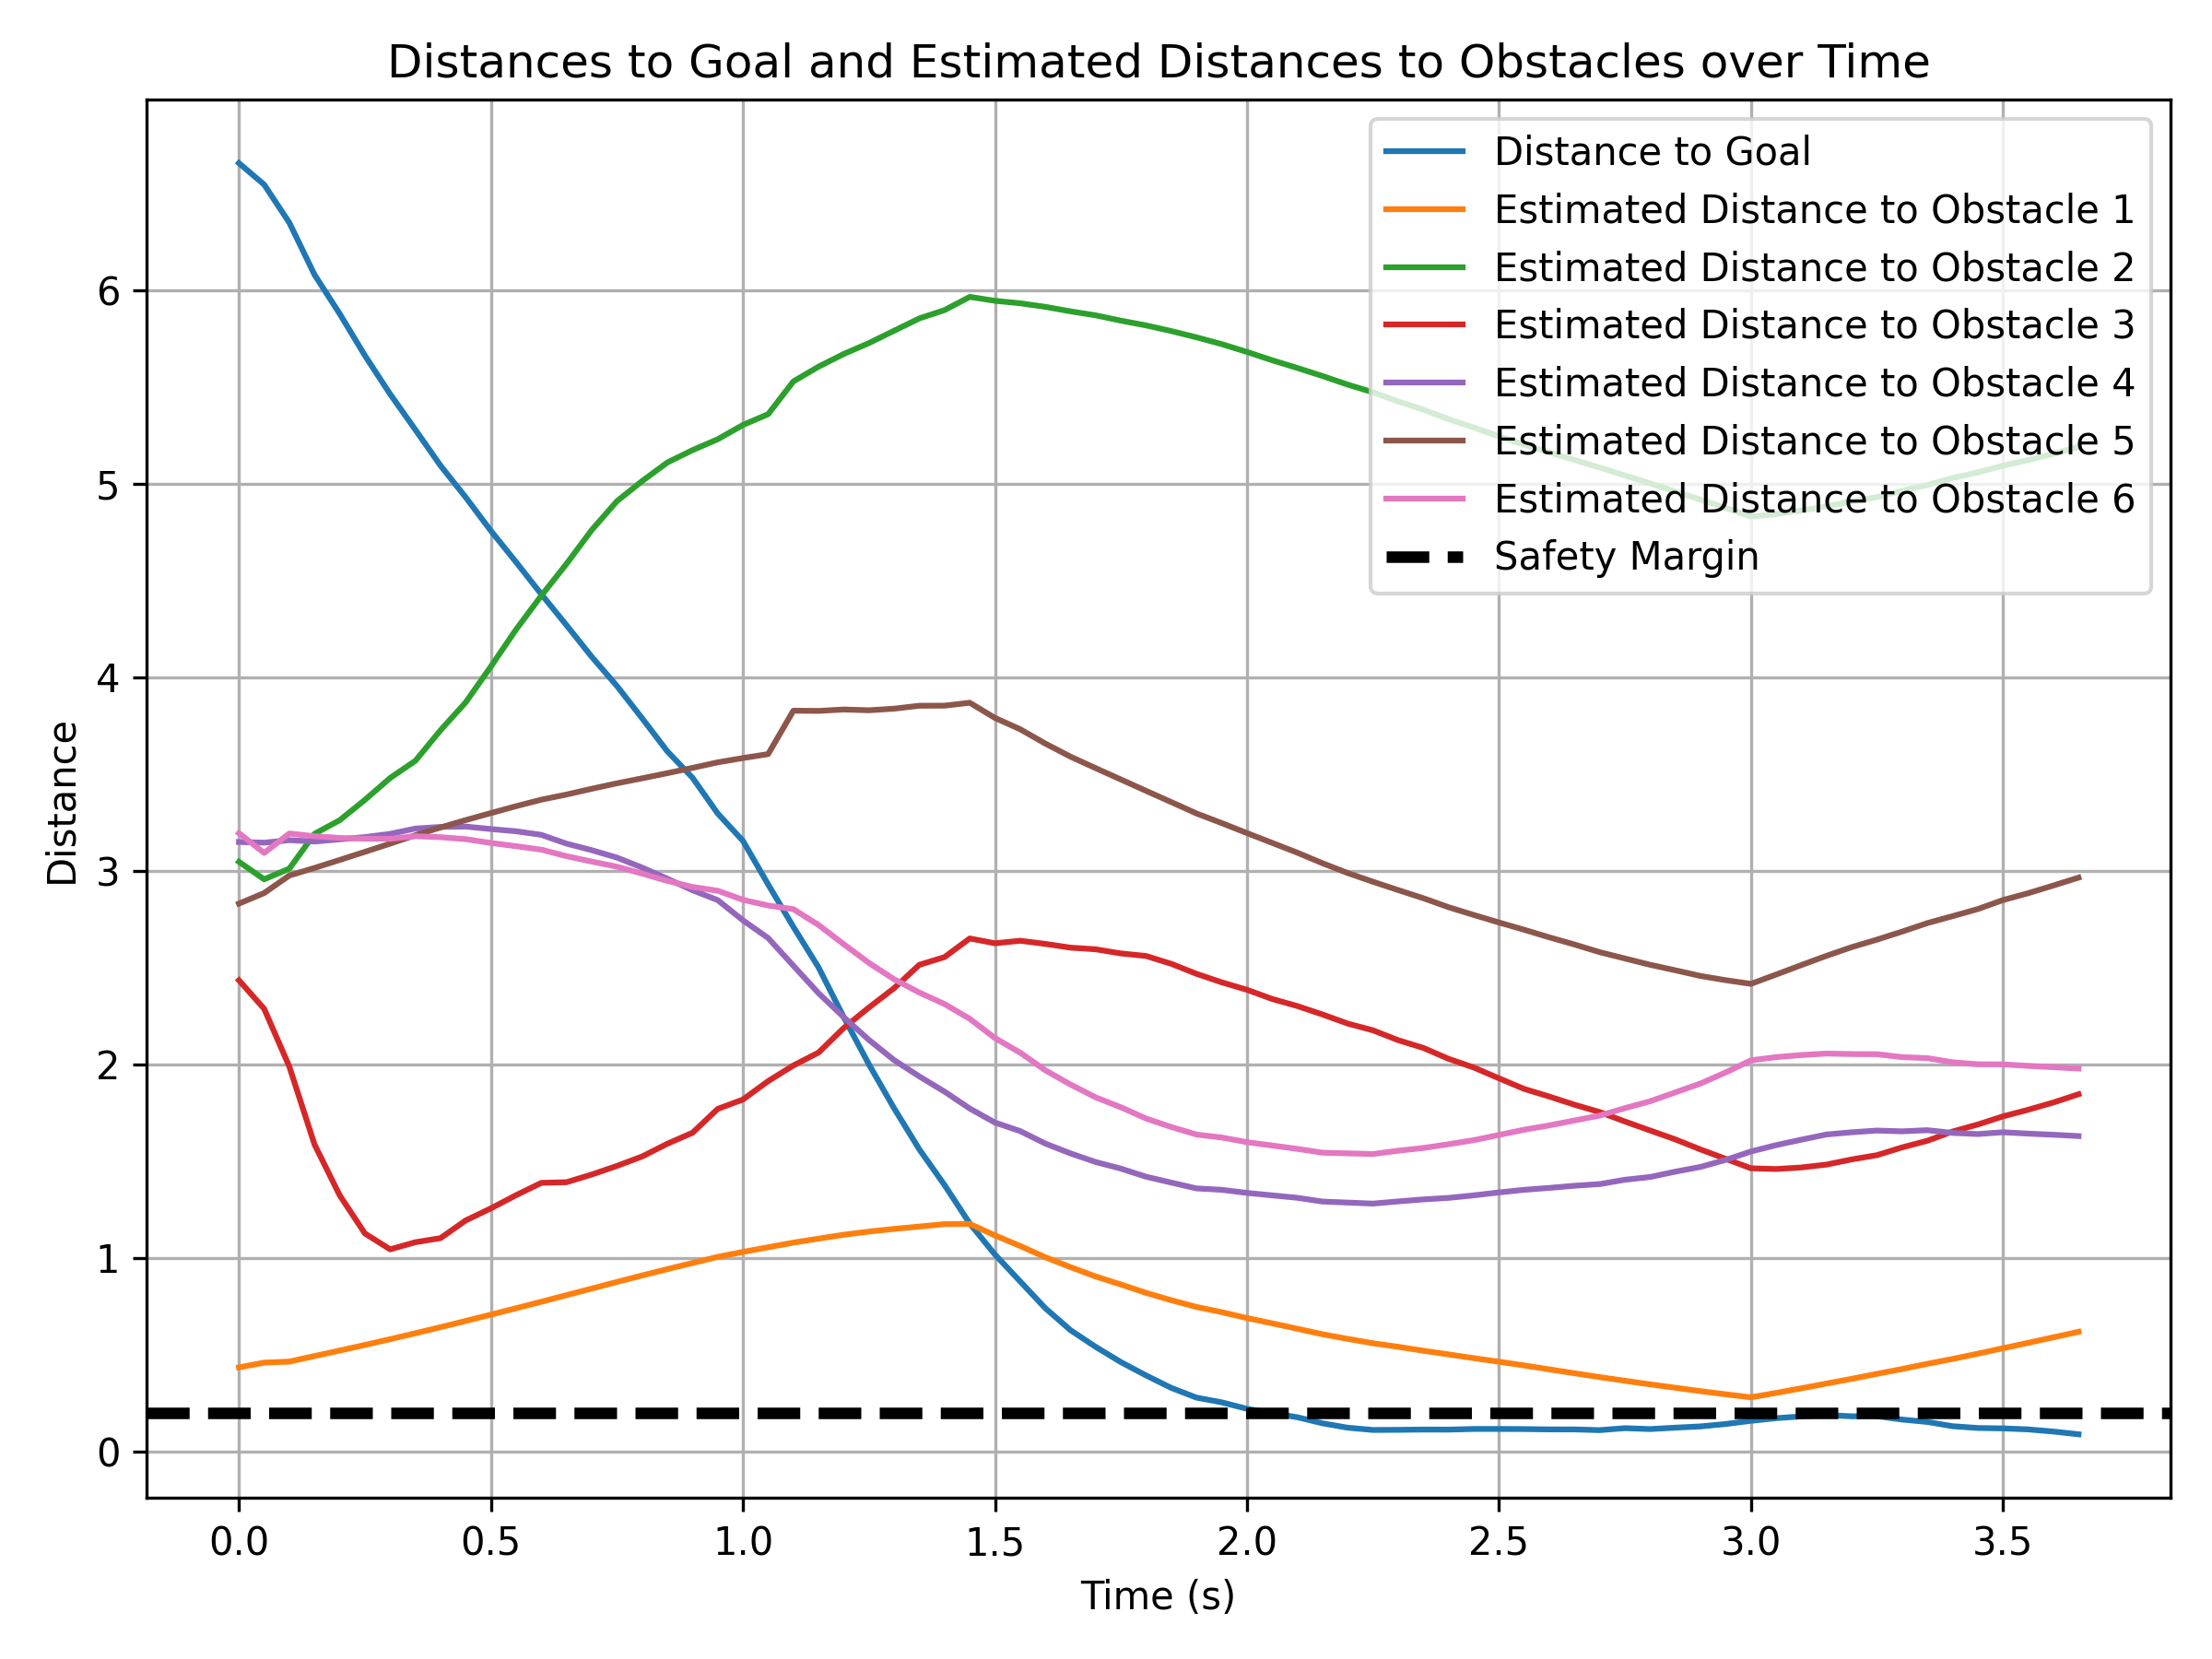 Distances to Goal and Estimated Distances to Obstacles over Time
Distance to Goal
Estimated Distance to Obstacle 1
Estimated Distance to Obstacle 2
Estimated Distance to Obstacle 3
Estimated Distance to Obstacle 4
Estimated Distance to Obstacle 5
Estimated Distance to Obstacle 6
Safety Margin
Distance
6
5
4
3
2
1
0
0.0 0.5 1.0 1.5 2.0 2.5 3.0 3.5
Time (s)